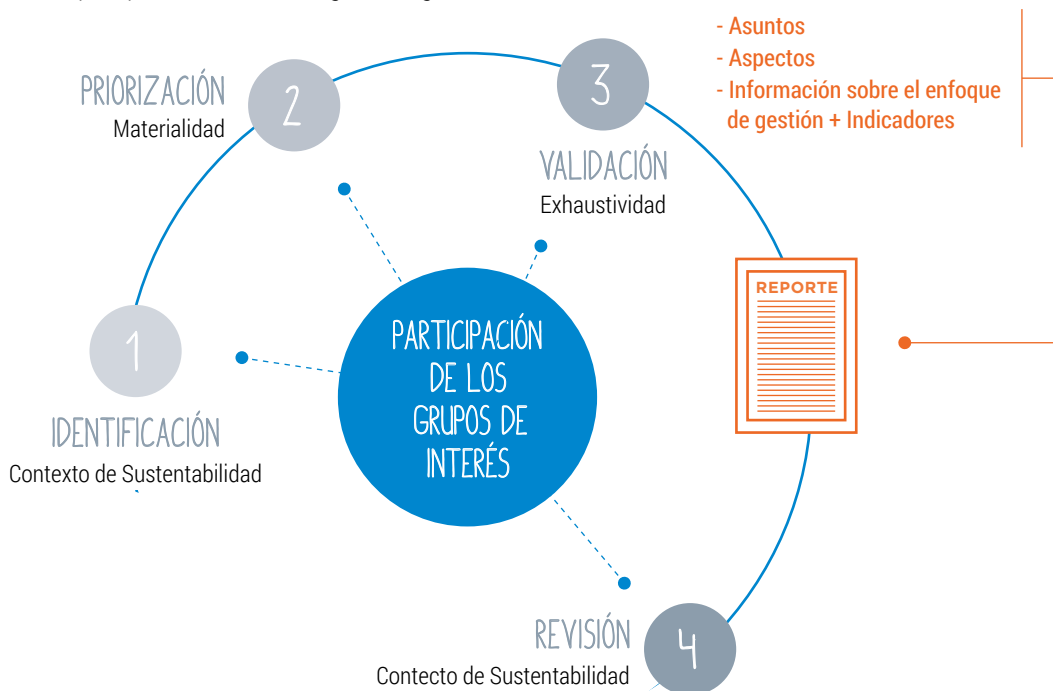 - Asuntos
- Aspectos
- Información sobre el enfoque
de gestión + Indicadores
PRIORIZACIÓN
Materialidad
2
3
VALIDACIÓN
Exhaustividad
REPORTE
1
IDENTIFICACIÓN
Contexto de Sustentabilidad
PARTICIPACIÓN
DE LOS
GRUPOS DE
INTERÉS
REVISIÓN
Contecto de Sustentabilidad
4